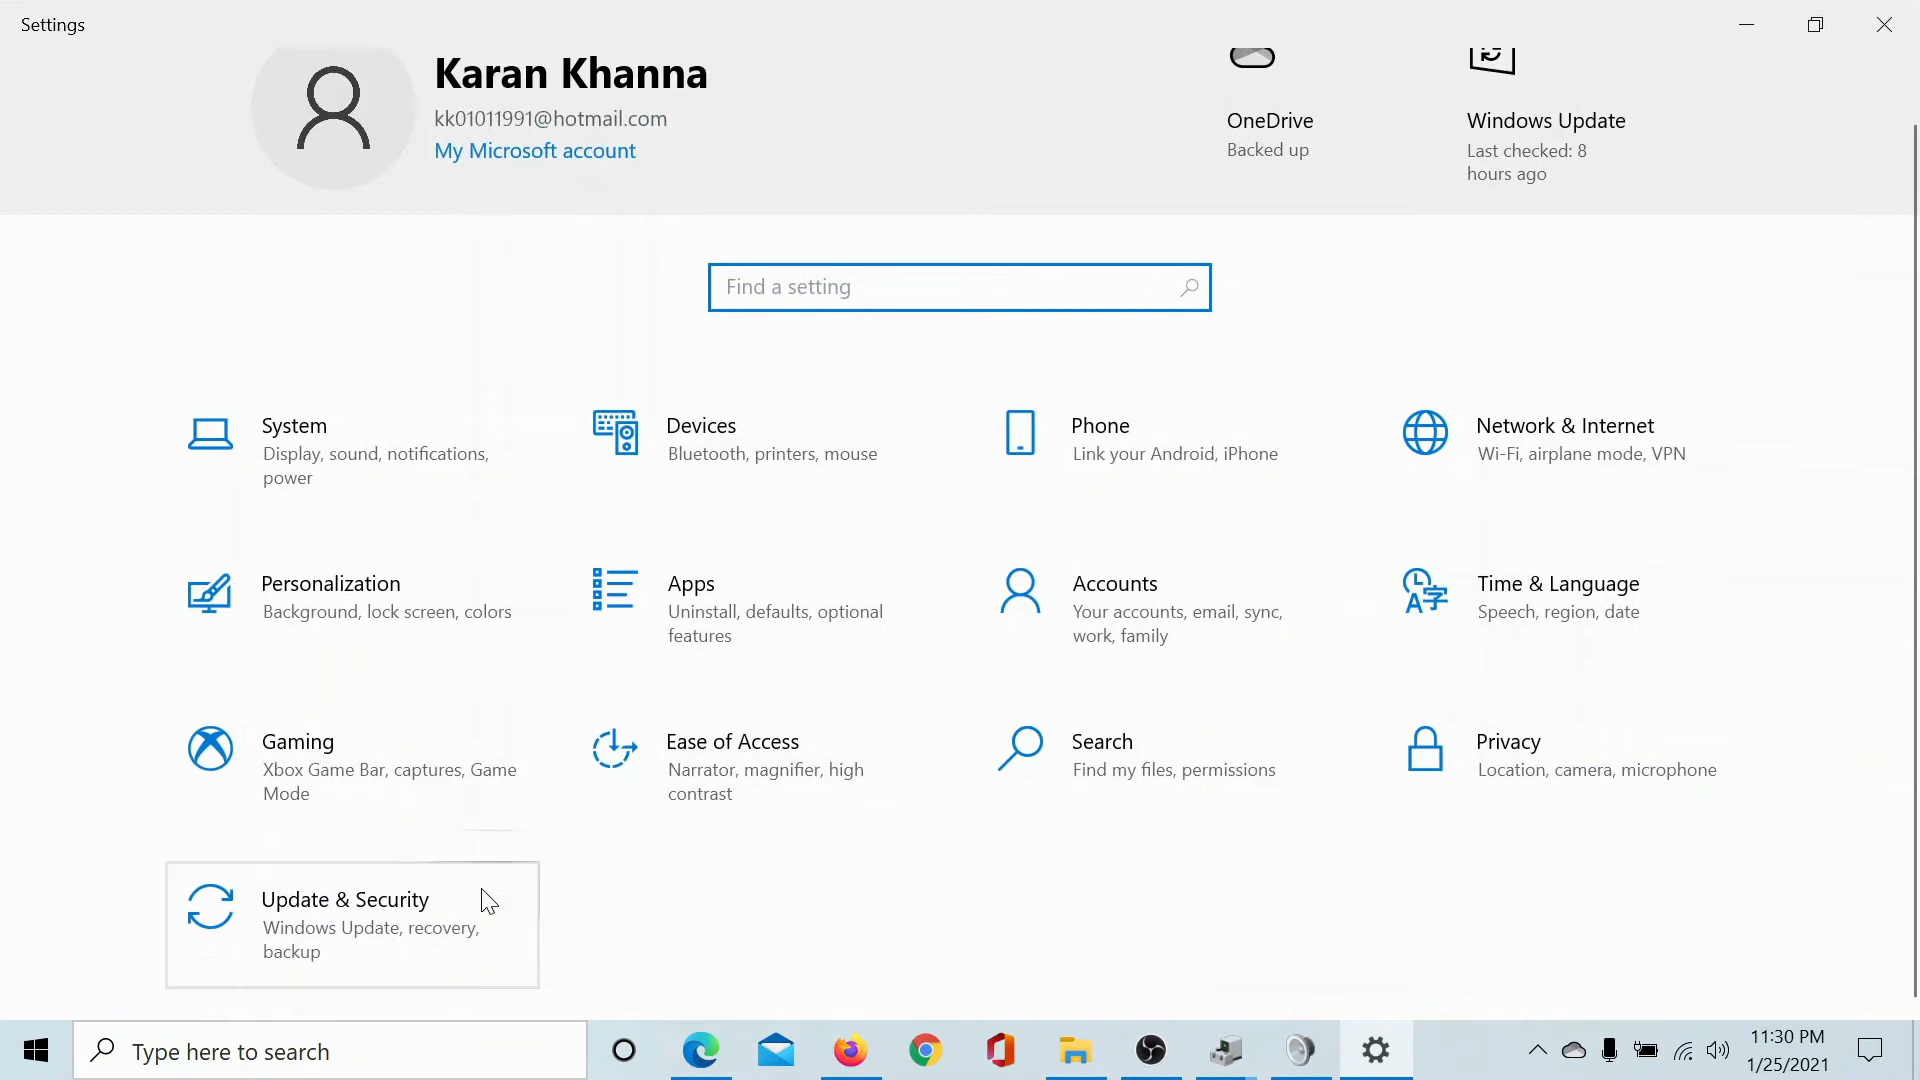 Settings
Karan Khanna
kk01011991@hotmail.com
My Microsoft account
OneDrive
Backed up
Windows Update
Last checked: 8
hours ago
Find a setting
System
Display, sound, notifications,
power
Devices
Bluetooth, printers, mouse
Phone
Link your Android, iPhone
Network & Internet
Wi-Fi, airplane mode, VPN
Personalization
Background, lock screen, colors
Apps
Uninstall, defaults, optional
features
Accounts
Your accounts, email, sync,
work, family
Time & Language
Speech, region, date
Gaming
Xbox Game Bar, captures, Game
Mode
Ease of Access
Narrator, magnifier, high
contrast
Search
Find my files, permissions
Privacy
Location, camera, microphone
Update & Security
Windows Update, recovery,
backup
Type here to search
11:30 PM
1/25/2021